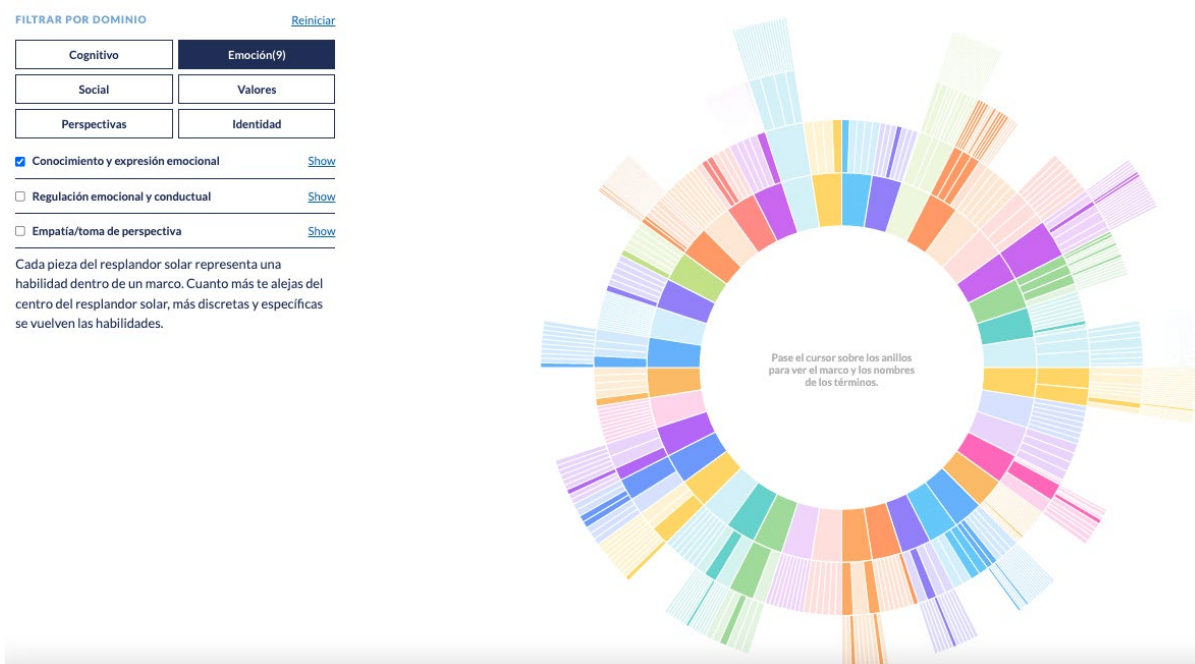 FILTRAR POR DOMINIO
Reiniciar
Cognitivo
Emoción(9)
Social
Valores
Perspectivas
Identidad
Conocimiento y expresión emocional
Show
Regulación emocional y conductual
Show
Empatía/toma de perspectiva
Show
Cada pieza del resplandor solar representa una
habilidad dentro de un marco. Cuanto más te alejas del
centro del resplandor solar, más discretas y específicas
se vuelven las habilidades.
Pase el cursor sobre los anillos
para ver el marco y los nombres
de los términos.